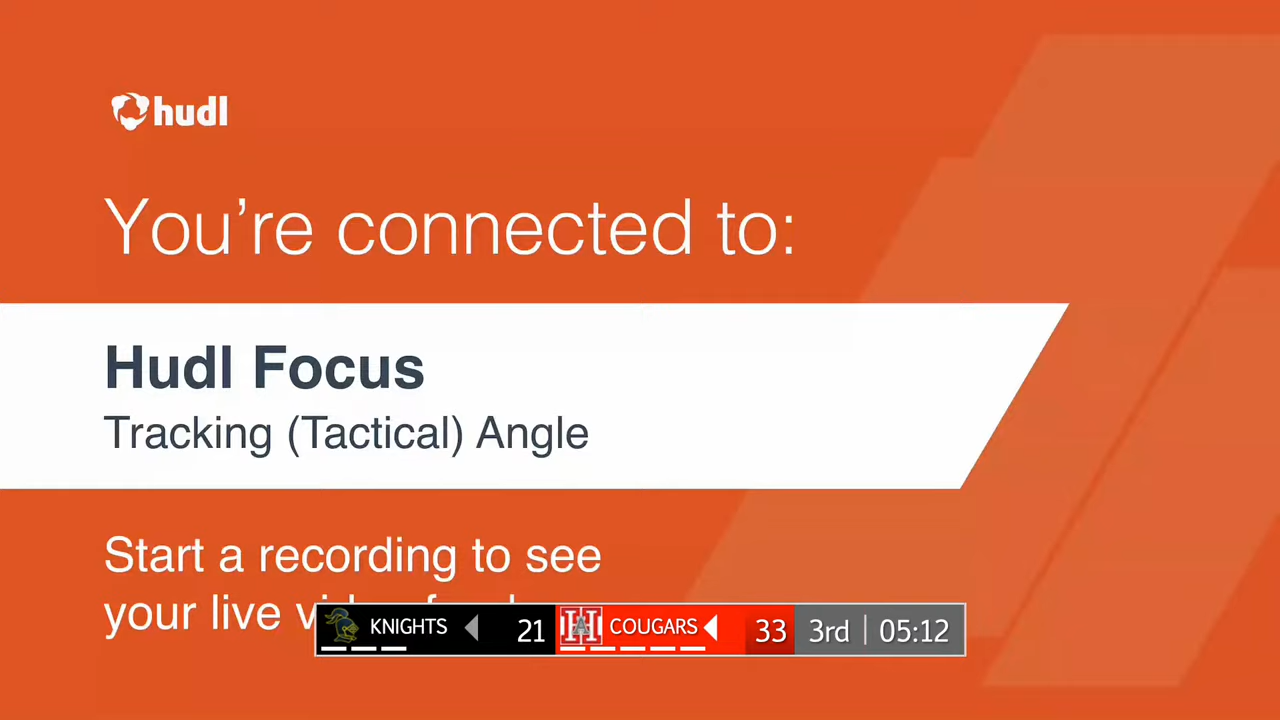 hudl
You're connected to:
Hudl Focus
Tracking (Tactical) Angle
Start a recording to see
your live
KNIGHTS 21 HA COUGARS 33 3rd 05:12